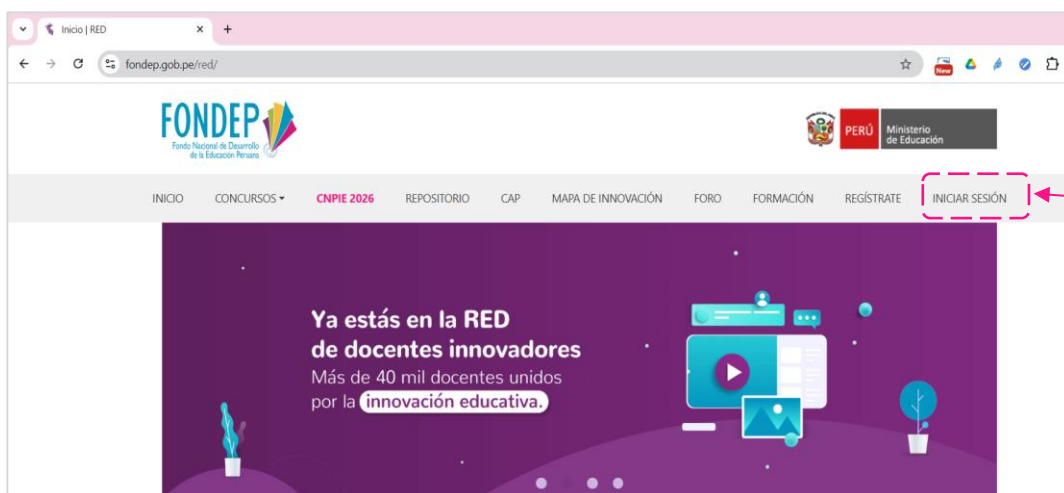 Inicio | RED
fondep.gob.pe/red/
New
FONDEP
Fondo Nacional de Desarrollo
de la Educación Peruana
PERÚ
Ministerio
de Educación
INICIO CONCURSOS CNPIE 2026 REPOSITORIO CAP MAPA DE INNOVACIÓN FORO FORMACIÓN REGÍSTRATE INICIAR SESIÓN
Ya estás en la RED
de docentes innovadores
Más de 40 mil docentes unidos
por la innovación educativa.